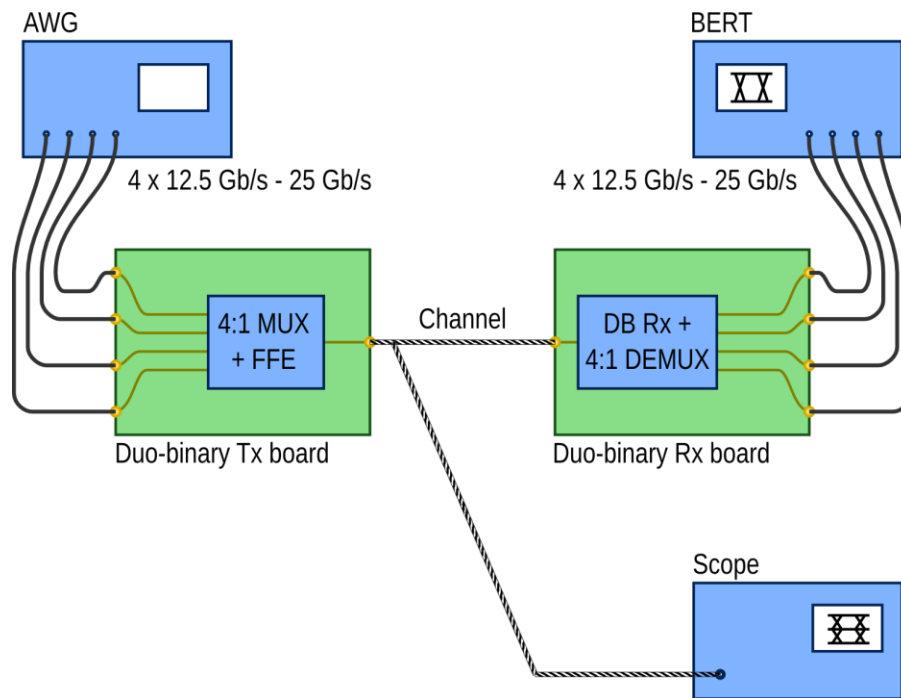 AWG
BERT
4 x 12.5 Gb/s - 25 Gb/s
4 x 12.5 Gb/s - 25 Gb/s
4:1 MUX
+ FFE
Channel
DB Rx +
4:1 DEMUX
Duo-binary Tx board
Duo-binary Rx board
Scope